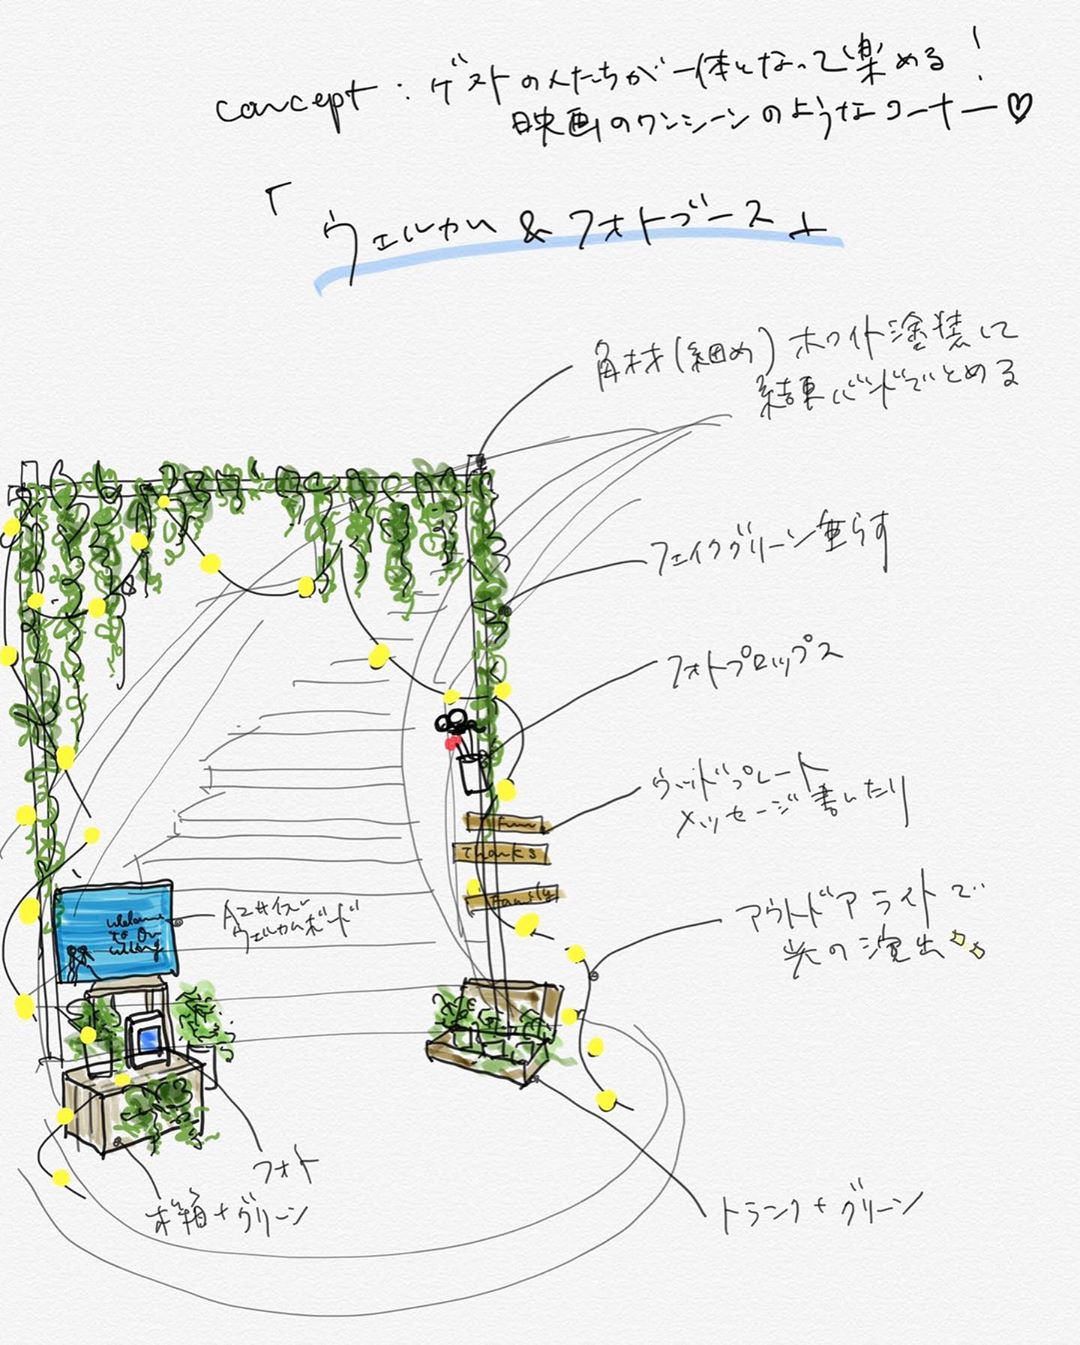 concept : ゲストの人たちが一体となって楽める!
映画のワンシーンのようなコーナー♡
「ウェルカム & フォトブース」
角材(細め)ホワイト塗装して
結束バンドでとめる
フェイクグリーン垂らす
フォトプロップス
ウッドプレート
メッセージ書いたり
fun
Thanks
Family
A2サイズ
ウェルカムボード
welcome
to Our
アウトドアライトで
光の演出
フォト
木箱+グリーン
トランク+グリーン